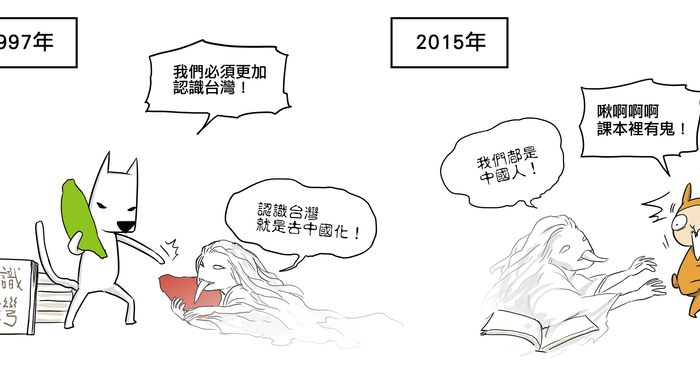 997年
我們必須更加
認識台灣！
認識台灣
就是去中國化！
識
灣
2015年
我們都是
中國人！
啾啊啊啊
課本裡有鬼！